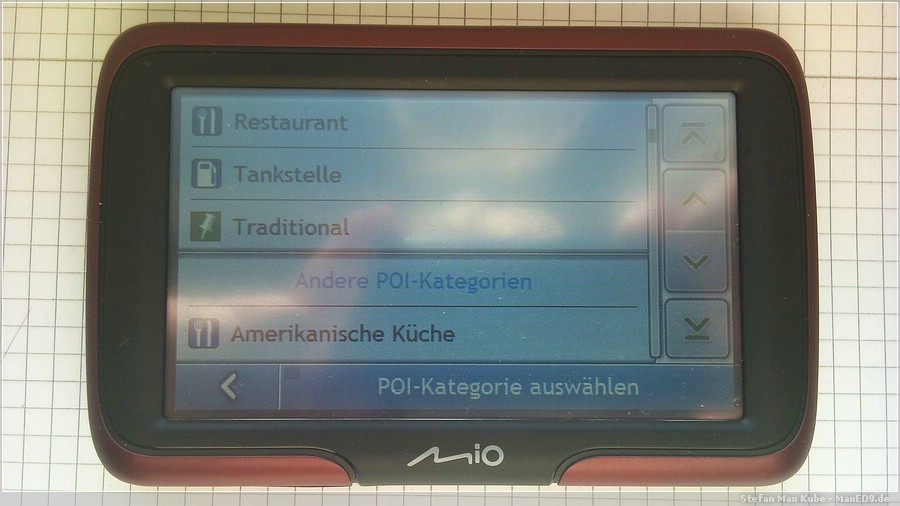 Restaurant
Tankstelle
Traditional
Andere POI-Kategorien
Amerikanische Küche
POI-Kategorie auswählen
Mio
Stefan Max Kube - MaxED9.de